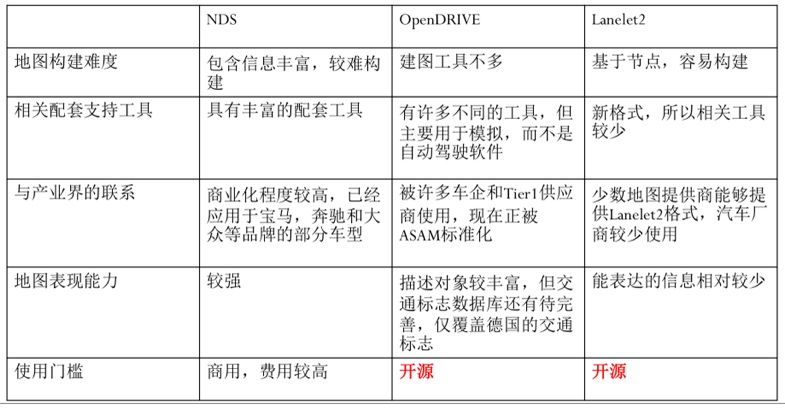 NDS
OpenDRIVE
Lanelet2
地图构建难度
包含信息丰富，较难构
建
建图工具不多
基于节点，容易构建
相关配套支持工具
具有丰富的配套工具
有许多不同的工具，但
主要用于模拟，而不是
自动驾驶软件
新格式，所以相关工具
较少
与产业界的联系
商业化程度较高，已经
应用于宝马，奔驰和大
众等品牌的部分车型
被许多车企和Tier1供应
商使用，现在正被
ASAM标准化
少数地图提供商能够提
供Lanelet2格式，汽车厂
商较少使用
地图表现能力
较强
描述对象较丰富，但交
通标志数据库还有待完
善，仅覆盖德国的交通
标志
能表达的信息相对较少
使用门槛
商用，费用较高
开源
开源